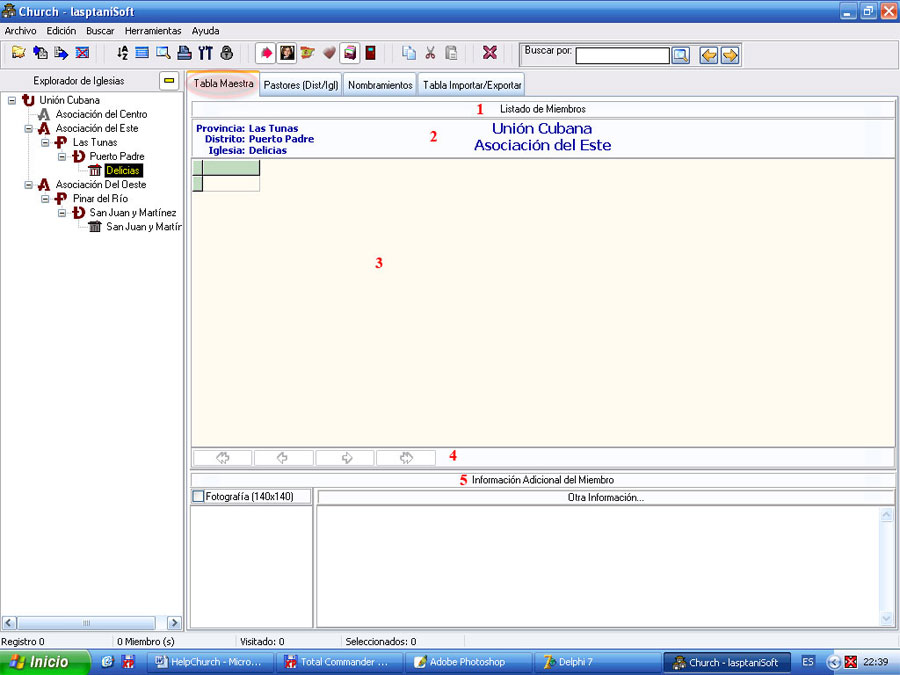 Church - lasptaniSoft
Archivo Edición Buscar Herramientas Ayuda
Buscar por:
Explorador de Iglesias
Unión Cubana
Asociación del Centro
Asociación del Este
Las Tunas
Puerto Padre
Delicias
Asociación Del Oeste
Pinar del Río
San Juan y Martínez
San Juan y Martír
Tabla Maestra Pastores (Dist/Igl) Nombramientos Tabla Importar/Exportar
1 Listado de Miembros
Provincia: Las Tunas
Distrito: Puerto Padre
Iglesia: Delicias
2
Unión Cubana
Asociación del Este
3
4
5 Información Adicional del Miembro
Fotografía (140x140) Otra Información...
Registro 0 0 Miembro (s) Visitado: 0 Seleccionados: 0
Inicio HelpChurch - Micro... Total Commander ... Adobe Photoshop Delphi 7 Church - lasptaniSoft ES 22:39